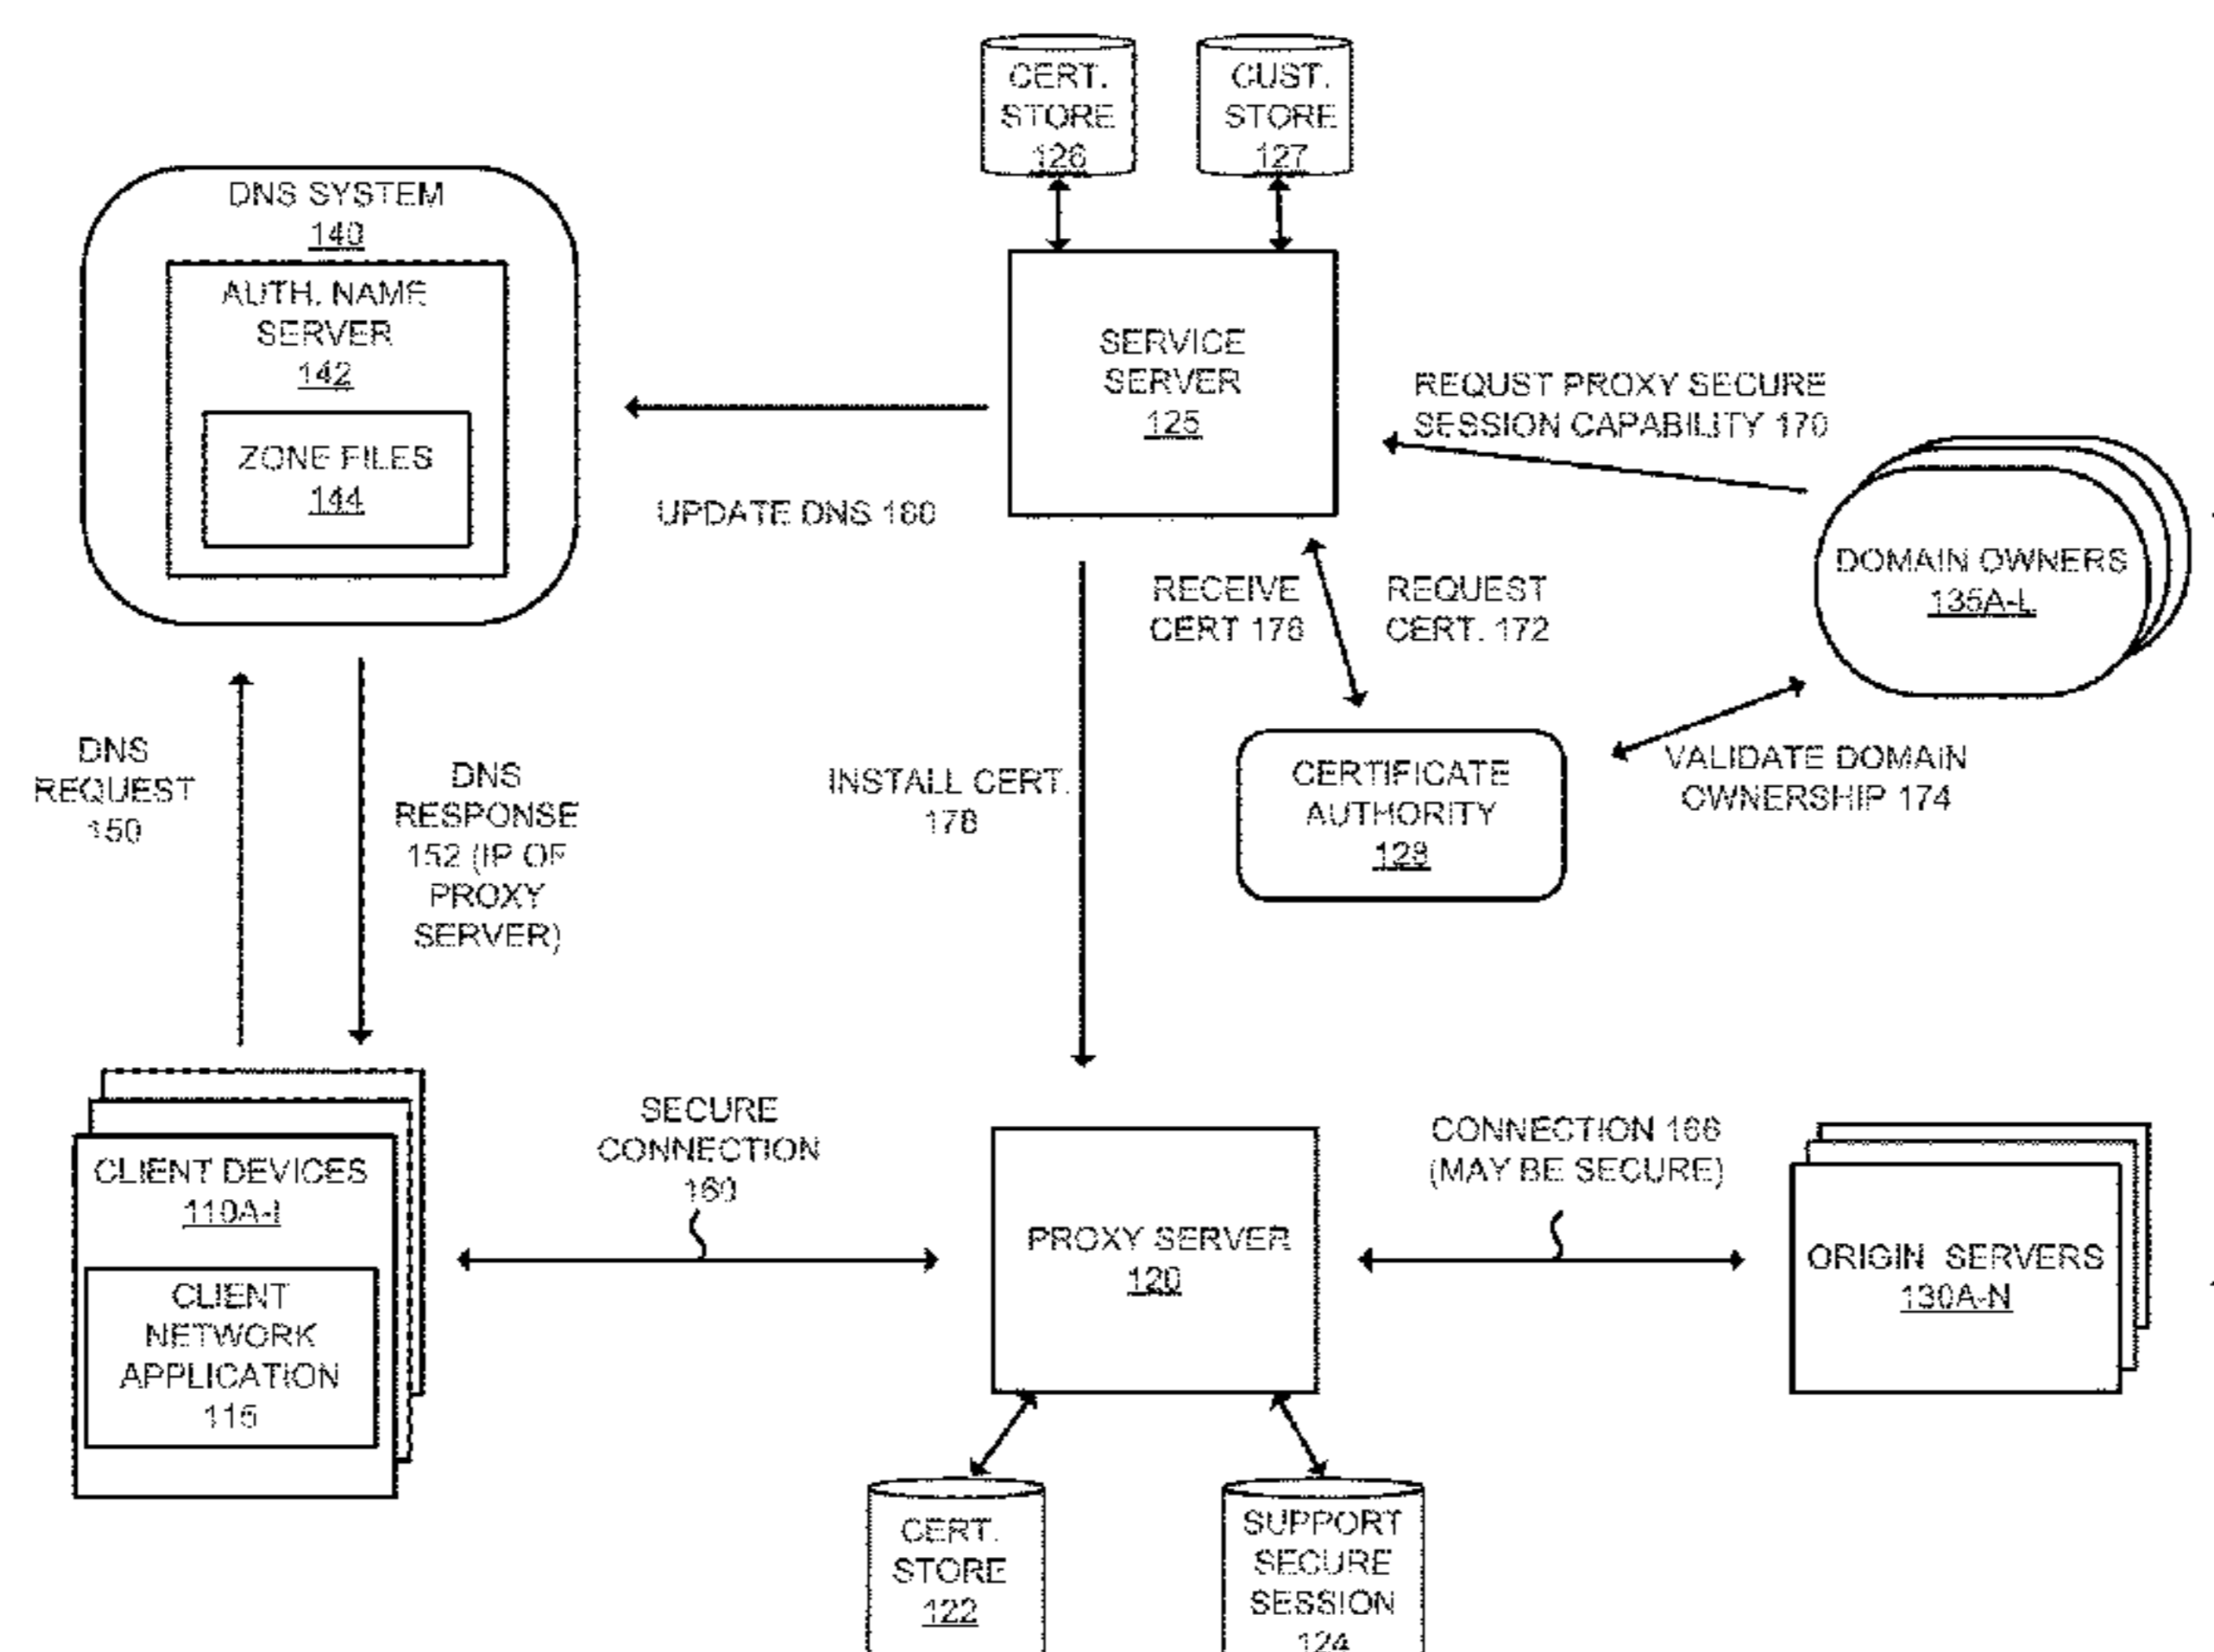 CERT.
STORE
126
CUST.
STORE
127
DNS SYSTEM
140
AUTH. NAME
SERVER
142
ZONE FILES
144
SERVICE
SERVER
125
UPDATE DNS 180
REQUST PROXY SECURE
SESSION CAPABILITY 170
DOMAIN OWNERS
135A-L
RECEIVE
CERT 176
REQUEST
CERT. 172
CERTIFICATE
AUTHORITY
128
VALIDATE DOMAIN
OWNERSHIP 174
DNS
REQUEST
150
DNS
RESPONSE
152 (IP OF
PROXY
SERVER)
INSTALL CERT.
178
CLIENT DEVICES
110A-I
CLIENT
NETWORK
APPLICATION
115
SECURE
CONNECTION
160
PROXY SERVER
120
CONNECTION 166
(MAY BE SECURE)
ORIGIN SERVERS
130A-N
CERT.
STORE
122
SUPPORT
SECURE
SESSION
124